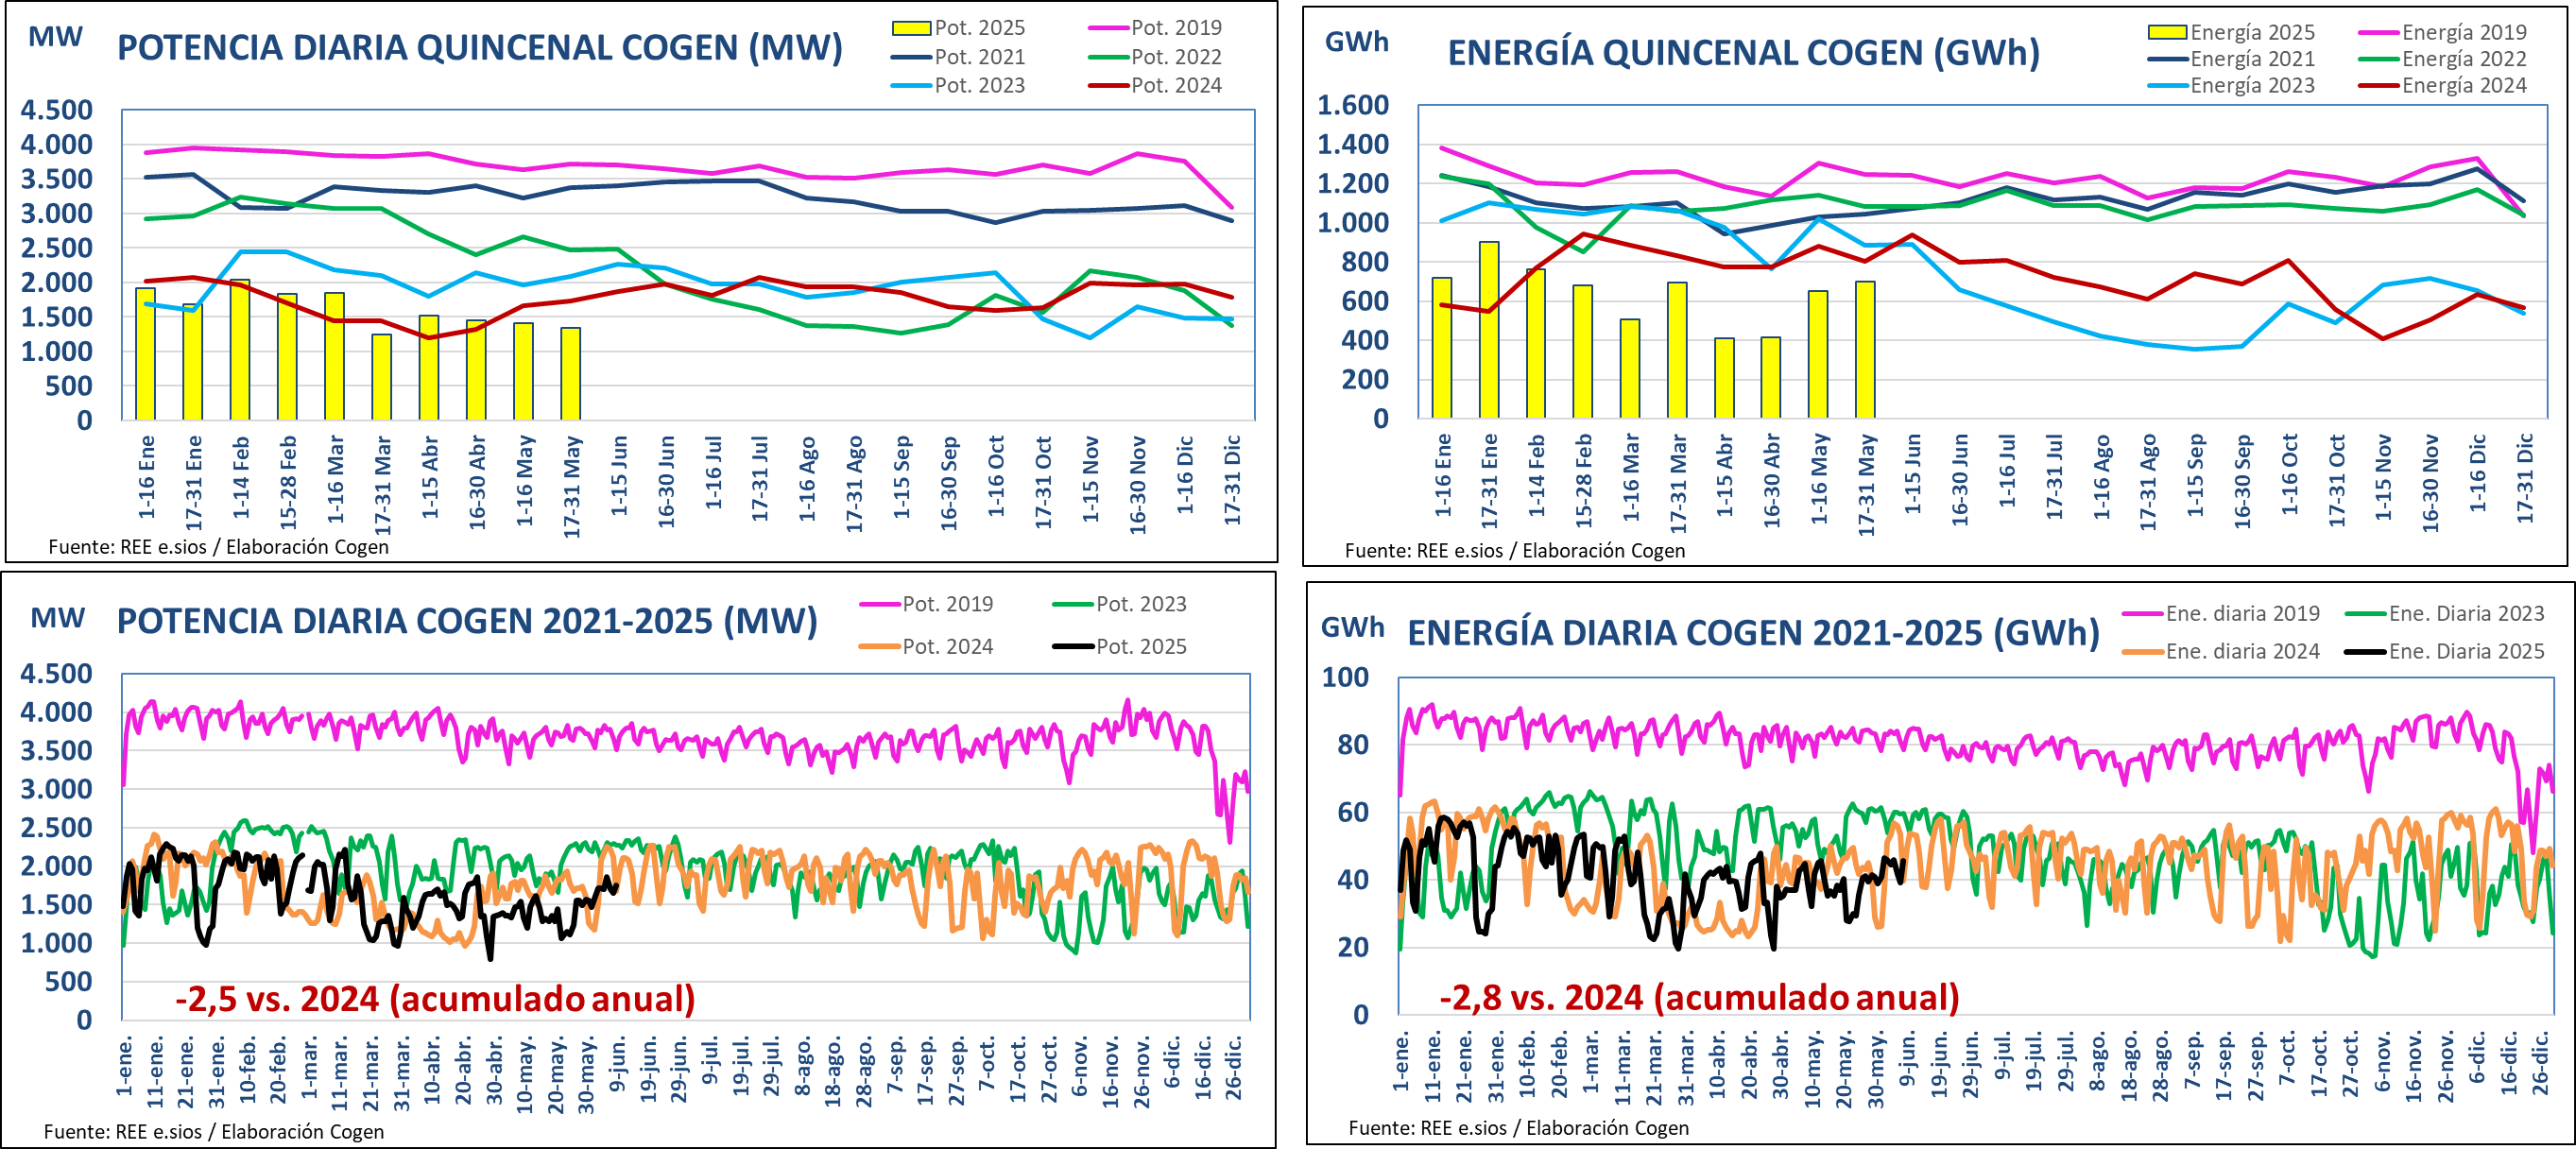 MW
POTENCIA DIARIA QUINCENAL COGEN (MW)
Pot. 2025
Pot. 2019
Pot. 2021
Pot. 2022
Pot. 2023
Pot. 2024
4.500
4.000
3.500
3.000
2.500
2.000
1.500
1.000
500
0
1-16 Ene
17-31 Ene
1-14 Feb
15-28 Feb
1-16 Mar
17-31 Mar
1-15 Abr
16-30 Abr
1-16 May
17-31 May
1-15 Jun
16-30 Jun
1-16 Jul
17-31 Jul
1-16 Ago
17-31 Ago
1-15 Sep
16-30 Sep
1-16 Oct
17-31 Oct
1-15 Nov
16-30 Nov
1-16 Dic
17-31 Dic
Fuente: REE e.sios / Elaboración Cogen
GWh
ENERGÍA QUINCENAL COGEN (GWh)
Energía 2025
Energía 2019
Energía 2021
Energía 2022
Energía 2023
Energía 2024
1.600
1.400
1.200
1.000
800
600
400
200
0
1-16 Ene
17-31 Ene
1-14 Feb
15-28 Feb
1-16 Mar
17-31 Mar
1-15 Abr
16-30 Abr
1-16 May
17-31 May
1-15 Jun
16-30 Jun
1-16 Jul
17-31 Jul
1-16 Ago
17-31 Ago
1-15 Sep
16-30 Sep
1-16 Oct
17-31 Oct
1-15 Nov
16-30 Nov
1-16 Dic
17-31 Dic
Fuente: REE e.sios / Elaboración Cogen
MW
POTENCIA DIARIA COGEN 2021-2025 (MW)
Pot. 2019
Pot. 2023
Pot. 2024
Pot. 2025
4.500
4.000
3.500
3.000
2.500
2.000
1.500
1.000
500
0
-2,5 vs. 2024 (acumulado anual)
1-ene.
11-ene.
21-ene.
31-ene.
10-feb.
20-feb.
1-mar.
11-mar.
21-mar.
31-mar.
10-abr.
20-abr.
30-abr.
10-may.
20-may.
30-may.
9-jun.
19-jun.
29-jun.
9-jul.
19-jul.
29-jul.
8-ago.
18-ago.
28-ago.
7-sep.
17-sep.
27-sep.
7-oct.
17-oct.
27-oct.
6-nov.
16-nov.
26-nov.
6-dic.
16-dic.
26-dic.
Fuente: REE e.sios / Elaboración Cogen
GWh
ENERGÍA DIARIA COGEN 2021-2025 (GWh)
Ene. diaria 2019
Ene. Diaria 2023
Ene. diaria 2024
Ene. Diaria 2025
100
80
60
40
20
0
-2,8 vs. 2024 (acumulado anual)
1-ene.
11-ene.
21-ene.
31-ene.
10-feb.
20-feb.
1-mar.
11-mar.
21-mar.
31-mar.
10-abr.
20-abr.
30-abr.
10-may.
20-may.
30-may.
9-jun.
19-jun.
29-jun.
9-jul.
19-jul.
29-jul.
8-ago.
18-ago.
28-ago.
7-sep.
17-sep.
27-sep.
7-oct.
17-oct.
27-oct.
6-nov.
16-nov.
26-nov.
6-dic.
16-dic.
26-dic.
Fuente: REE e.sios / Elaboración Cogen